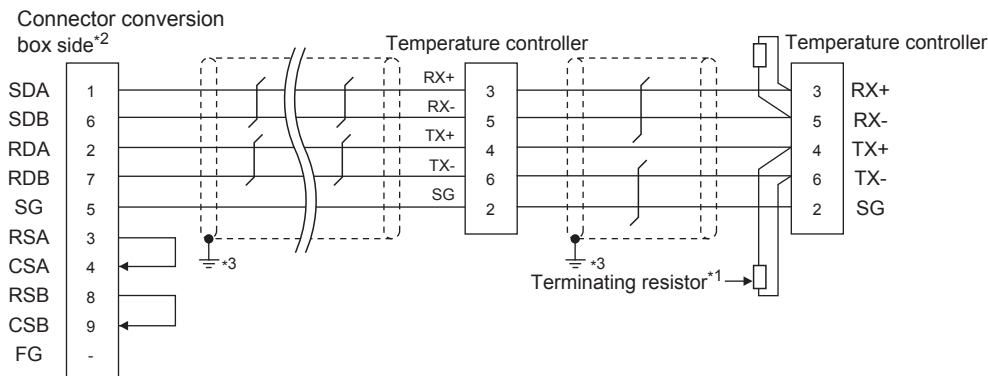 Connector conversion
box side*2
Temperature controller
Temperature controller
SDA 1 RX+ 3 3 RX+
SDB 6 RX- 5 5 RX-
RDA 2 TX+ 4 4 TX+
RDB 7 TX- 6 6 TX-
SG 5 SG 2 2 SG
RSA 3
CSA 4 *3 *3
Terminating resistor*1
RSB 8
CSB 9
FG -